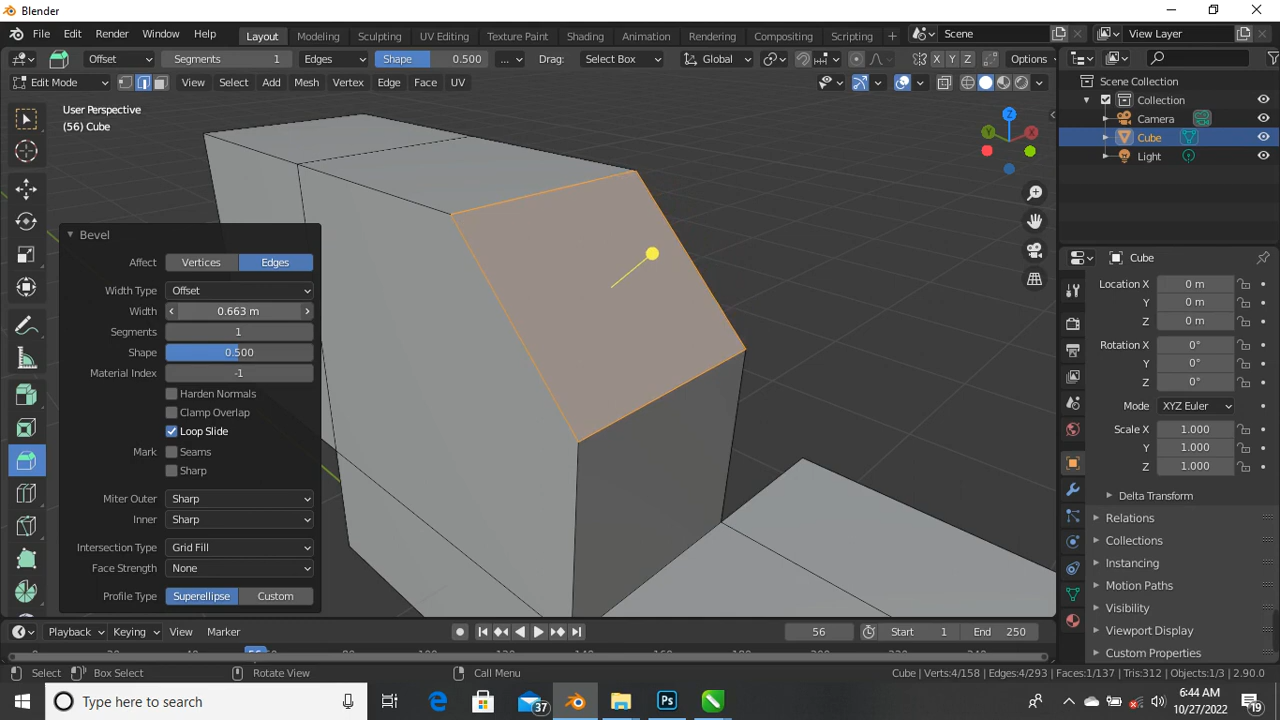 Blender
File Edit Render Window Help Layout Modeling Sculpting UV Editing Texture Paint Shading Animation Rendering Compositing Scripting + Scene View Layer
Offset Segments 1 Edges Shape 0.500 ... Drag: Select Box Global X Y Z Options
Edit Mode View Select Add Mesh Vertex Edge Face UV
User Perspective
(56) Cube
Z
Y X
Scene Collection
Collection
Camera
Cube
Light
Bevel
Affect Vertices Edges
Width Type Offset
Width 0.663 m
Segments 1
Shape 0.500
Material Index -1
Harden Normals
Clamp Overlap
Loop Slide
Mark Seams
Sharp
Miter Outer Sharp
Inner Sharp
Intersection Type Grid Fill
Face Strength None
Profile Type Superellipse Custom
Cube
Location X 0 m
Y 0 m
Z 0 m
Rotation X 0°
Y 0°
Z 0°
Mode XYZ Euler
Scale X 1.000
Y 1.000
Z 1.000
Delta Transform
Relations
Collections
Instancing
Motion Paths
Visibility
Viewport Display
Custom Properties
Playback Keying View Marker 56 Start 1 End 250
Select Box Select Rotate View Call Menu Cube | Verts:4/158 | Edges:4/293 | Faces:1/137 | Tris:312 | Objects:1/3 | 2.90.0
Type here to search 37 Ps 6:44 AM
10/27/2022 19